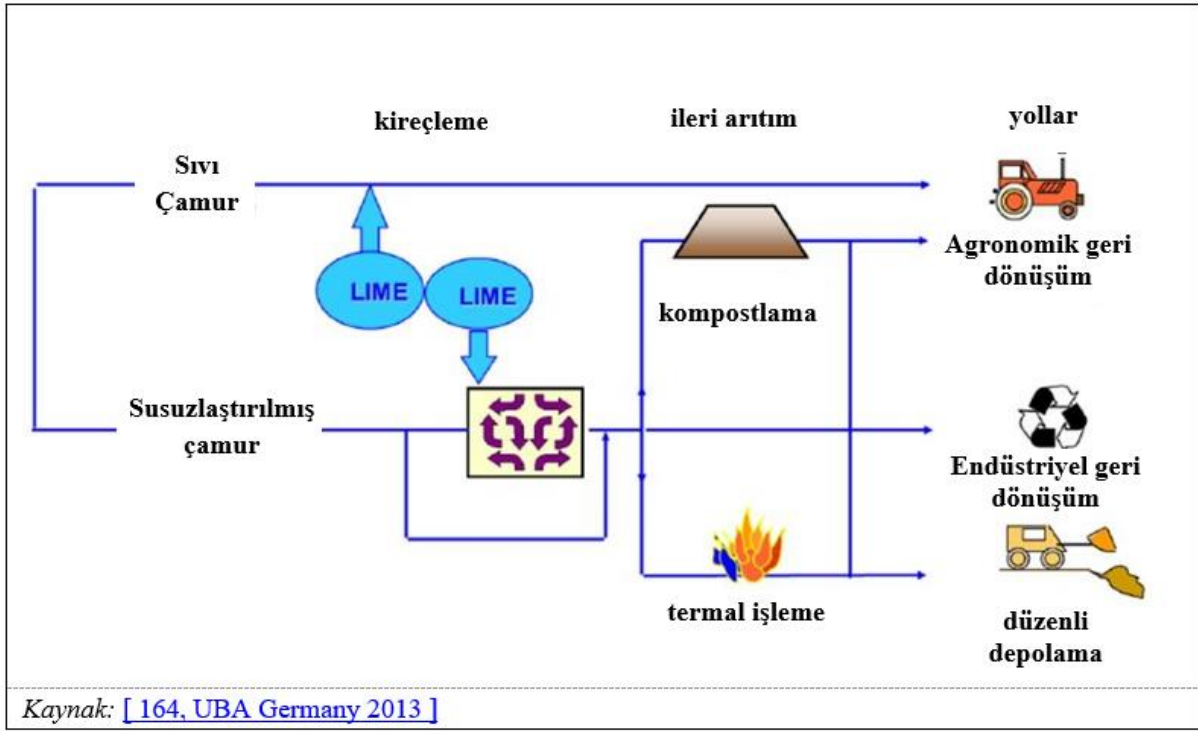 kireçleme
ileri arıtım
yollar
Sıvı
Çamur
LIME
LIME
Agronomik geri
dönüşüm
kompostlama
Susuzlaştırılmış
çamur
Endüstriyel geri
dönüşüm
termal işleme
düzenli
depolama
Kaynak: [ 164, UBA Germany 2013 ]